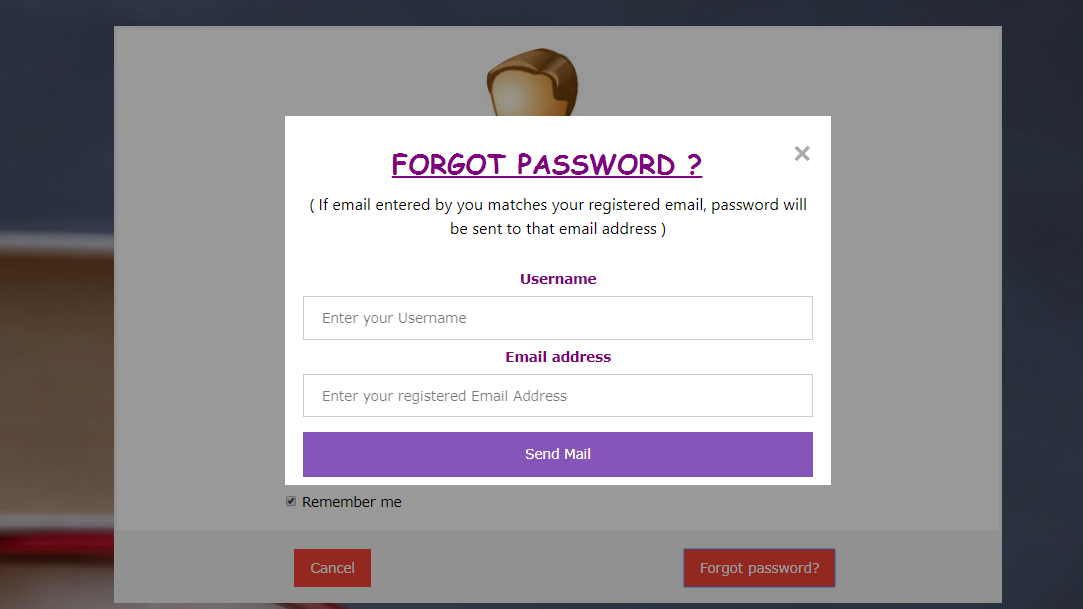 FORGOT PASSWORD ?
×
( If email entered by you matches your registered email, password will
be sent to that email address )
Username
Enter your Username
Email address
Enter your registered Email Address
Send Mail
Remember me
Cancel
Forgot password?